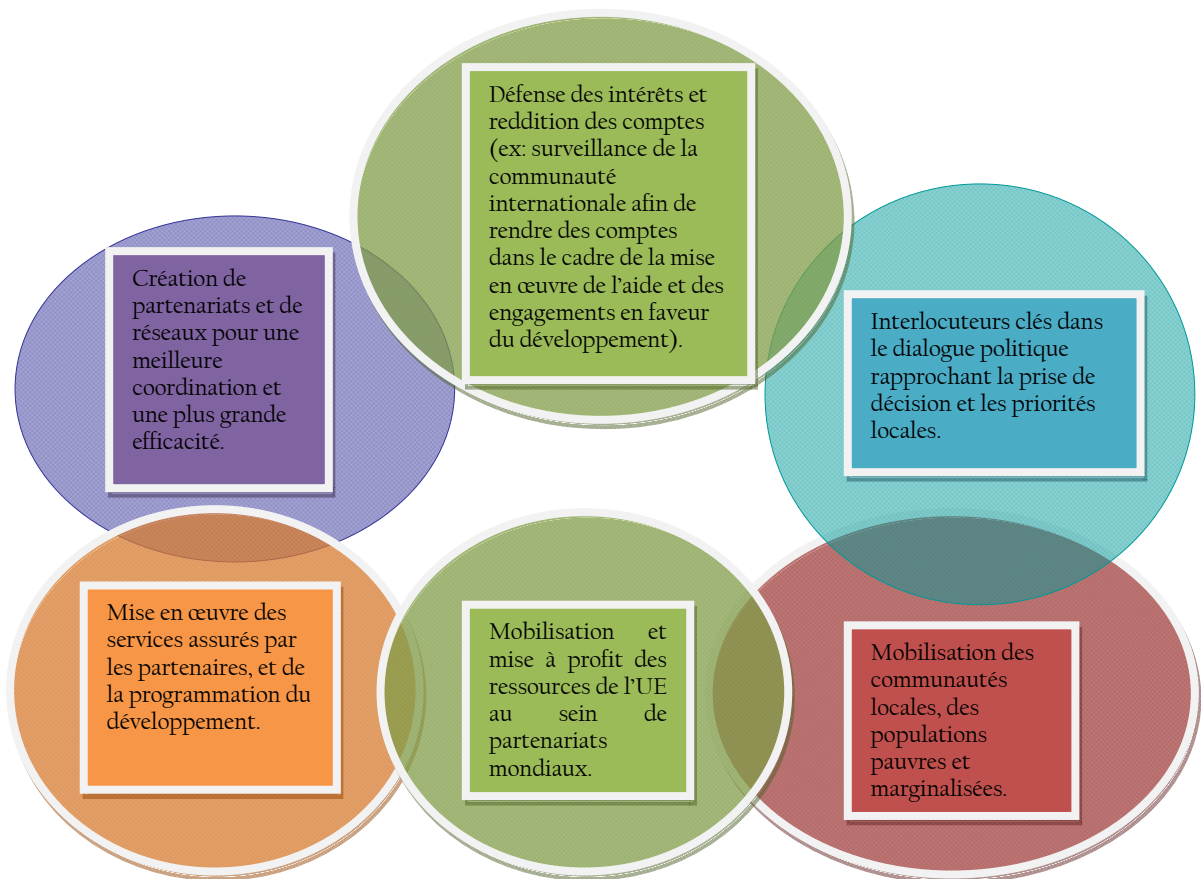 Défense des intérêts et
reddition des comptes
(ex: surveillance de la
communauté
internationale afin de
rendre des comptes
dans le cadre de la mise
en œuvre de l’aide et des
engagements en faveur
du développement).
Création de
partenariats et de
réseaux pour une
meilleure
coordination et
une plus grande
efficacité.
Interlocuteurs clés dans
le dialogue politique
rapprochant la prise de
décision et les priorités
locales.
Mise en œuvre des
services assurés par
les partenaires, et de
la programmation du
développement.
Mobilisation et
mise à profit des
ressources de l’UE
au sein de
partenariats
mondiaux.
Mobilisation des
communautés
locales, des
populations
pauvres et
marginalisées.